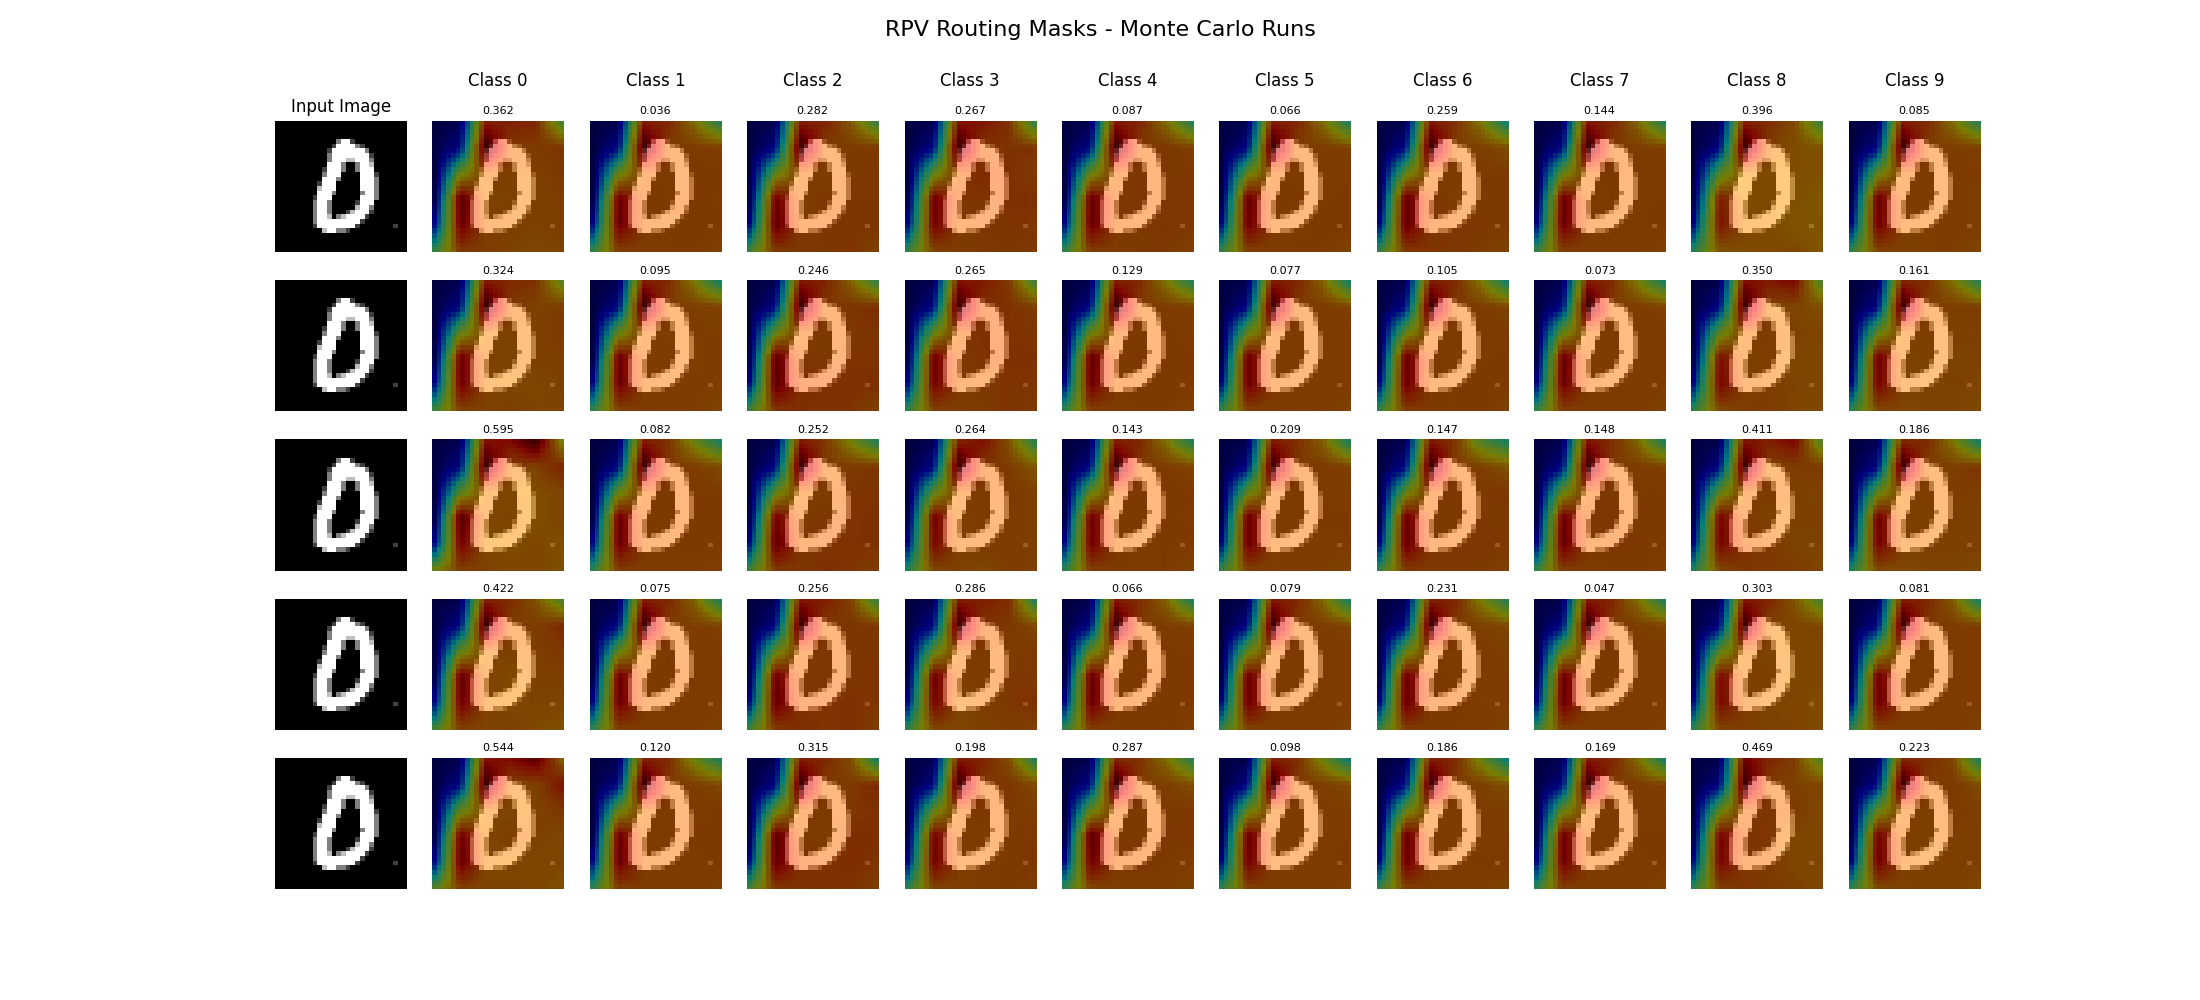 RPV Routing Masks - Monte Carlo Runs
Input Image Class 0 Class 1 Class 2 Class 3 Class 4 Class 5 Class 6 Class 7 Class 8 Class 9
0.362 0.036 0.282 0.267 0.087 0.066 0.259 0.144 0.396 0.085
0.324 0.095 0.246 0.265 0.129 0.077 0.105 0.073 0.350 0.161
0.595 0.082 0.252 0.264 0.143 0.209 0.147 0.148 0.411 0.186
0.422 0.075 0.256 0.286 0.066 0.079 0.231 0.047 0.303 0.081
0.544 0.120 0.315 0.198 0.287 0.098 0.186 0.169 0.469 0.223